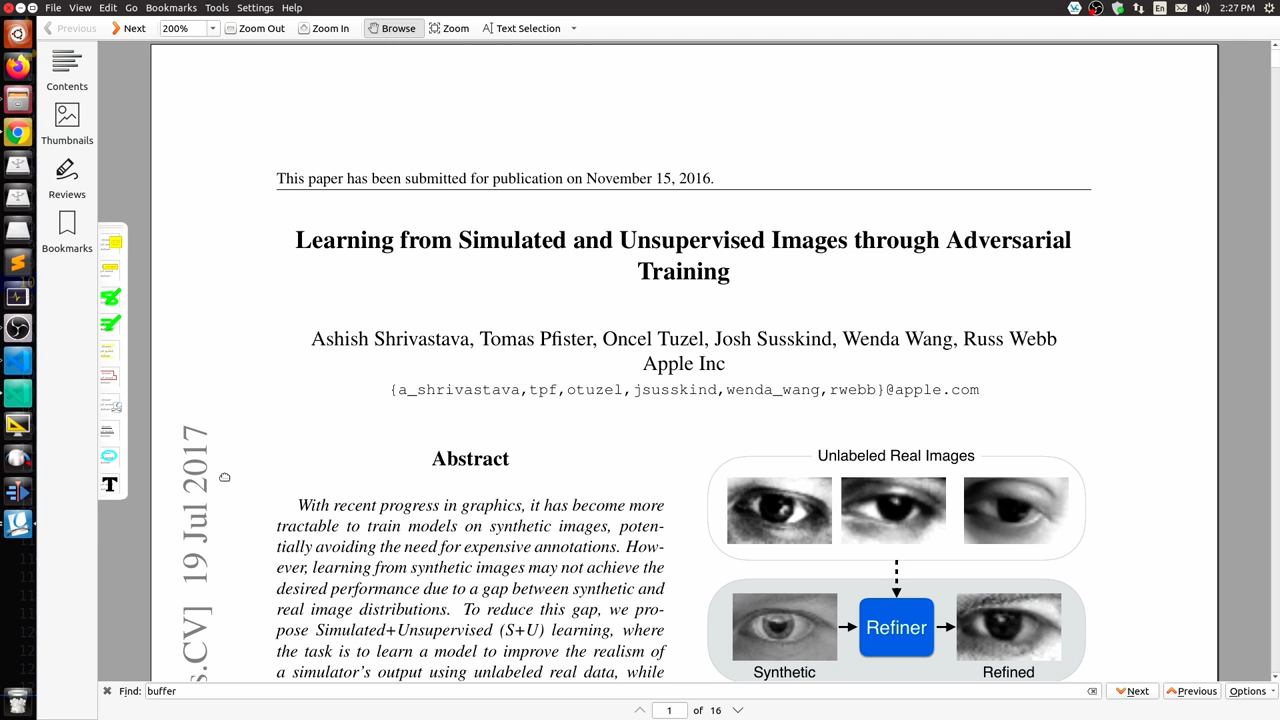 File View Edit Go Bookmarks Tools Settings Help
En 2:27 PM
Previous Next 200% Zoom Out Zoom In Browse Zoom Text Selection
Contents
Thumbnails
Reviews
Bookmarks
T
This paper has been submitted for publication on November 15, 2016.
Learning from Simulated and Unsupervised Images through Adversarial
Training
Ashish Shrivastava, Tomas Pfister, Oncel Tuzel, Josh Susskind, Wenda Wang, Russ Webb
Apple Inc
{a_shrivastava,tpf,otuzel,jsusskind,wenda_wang,rwebb}@apple.com
s.CV] 19 Jul 2017
Abstract
With recent progress in graphics, it has become more
tractable to train models on synthetic images, poten-
tially avoiding the need for expensive annotations. How-
ever, learning from synthetic images may not achieve the
desired performance due to a gap between synthetic and
real image distributions. To reduce this gap, we pro-
pose Simulated+Unsupervised (S+U) learning, where
the task is to learn a model to improve the realism of
a simulator's output using unlabeled real data, while
Unlabeled Real Images
Refiner
Synthetic Refined
Find: buffer Next Previous Options
1 of 16